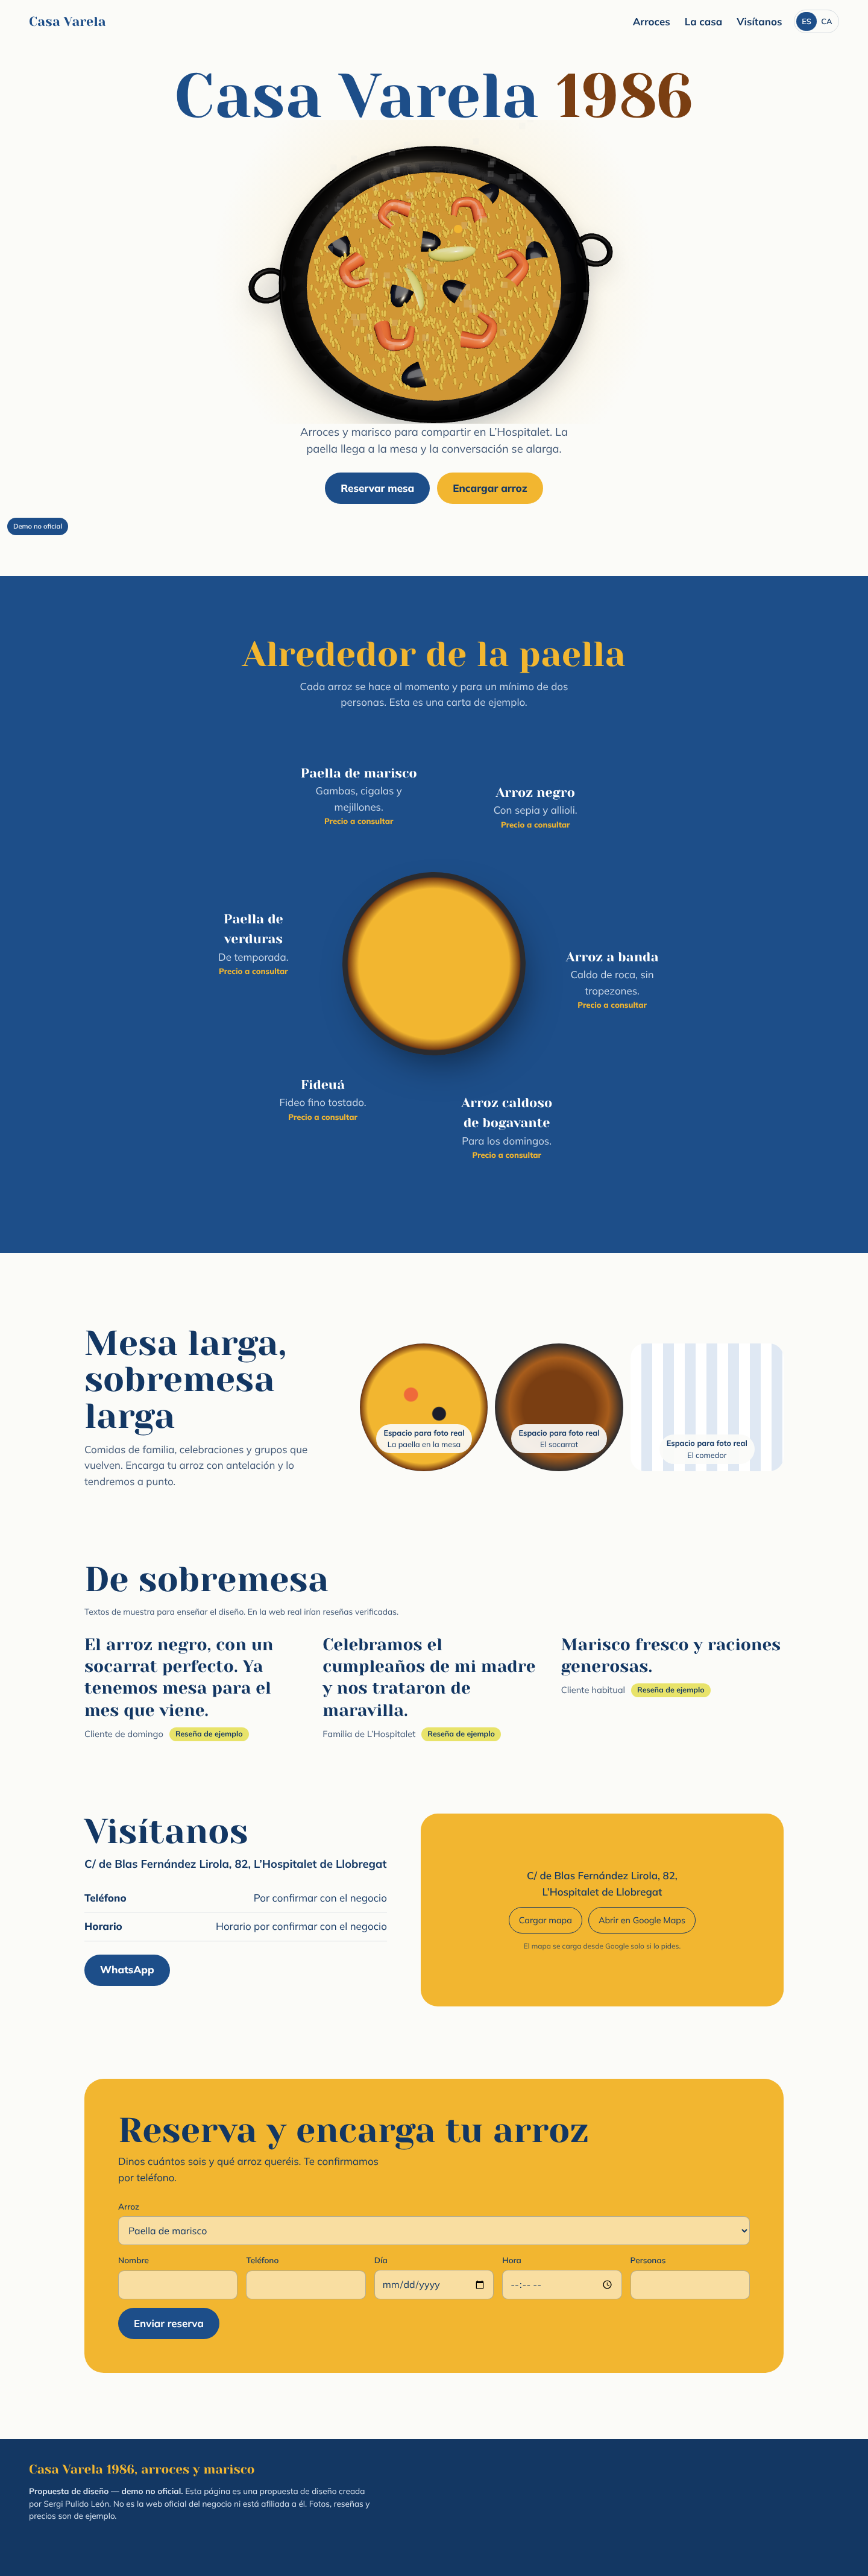 Casa Varela
Arroces
La casa
Visítanos
ES
CA
Casa Varela 1986
Arroces y marisco para compartir en L’Hospitalet. La
paella llega a la mesa y la conversación se alarga.
Reservar mesa
Encargar arroz
Demo no oficial
Alrededor de la paella
Cada arroz se hace al momento y para un mínimo de dos
personas. Esta es una carta de ejemplo.
Paella de marisco
Gambas, cigalas y
mejillones.
Precio a consultar
Arroz negro
Con sepia y allioli.
Precio a consultar
Paella de
verduras
De temporada.
Precio a consultar
Arroz a banda
Caldo de roca, sin
tropezones.
Precio a consultar
Fideuá
Fideo fino tostado.
Precio a consultar
Arroz caldoso
de bogavante
Para los domingos.
Precio a consultar
Mesa larga,
sobremesa
larga
Comidas de familia, celebraciones y grupos que
vuelven. Encarga tu arroz con antelación y lo
tendremos a punto.
Espacio para foto real
La paella en la mesa
Espacio para foto real
El socarrat
Espacio para foto real
El comedor
De sobremesa
Textos de muestra para enseñar el diseño. En la web real irían reseñas verificadas.
El arroz negro, con un
socarrat perfecto. Ya
tenemos mesa para el
mes que viene.
Cliente de domingo
Reseña de ejemplo
Celebramos el
cumpleaños de mi madre
y nos trataron de
maravilla.
Familia de L’Hospitalet
Reseña de ejemplo
Marisco fresco y raciones
generosas.
Cliente habitual
Reseña de ejemplo
Visítanos
C/ de Blas Fernández Lirola, 82, L’Hospitalet de Llobregat
Teléfono
Por confirmar con el negocio
Horario
Horario por confirmar con el negocio
WhatsApp
C/ de Blas Fernández Lirola, 82,
L’Hospitalet de Llobregat
Cargar mapa
Abrir en Google Maps
El mapa se carga desde Google solo si lo pides.
Reserva y encarga tu arroz
Dinos cuántos sois y qué arroz queréis. Te confirmamos
por teléfono.
Arroz
Paella de marisco
Nombre
Teléfono
Día
Hora
Personas
mm/dd/yyyy
--:-- --
Enviar reserva
Casa Varela 1986, arroces y marisco
Propuesta de diseño — demo no oficial. Esta página es una propuesta de diseño creada
por Sergi Pulido León. No es la web oficial del negocio ni está afiliada a él. Fotos, reseñas y
precios son de ejemplo.